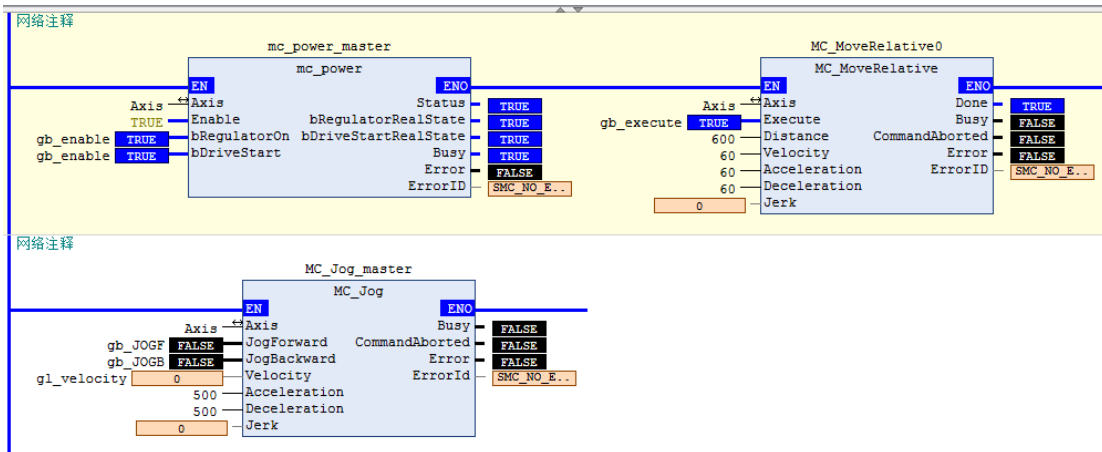 网络注释
mc_power_master
mc_power
EN ENO
Axis Axis Status TRUE
TRUE Enable bRegulatorRealState TRUE
gb_enable TRUE bRegulatorOn bDriveStartRealState TRUE
gb_enable TRUE bDriveStart Busy TRUE
Error FALSE
ErrorID SMC_NO_E..
MC_MoveRelative0
MC_MoveRelative
EN ENO
Axis Axis Done TRUE
gb_execute TRUE Execute Busy FALSE
600 Distance CommandAborted FALSE
60 Velocity Error FALSE
60 Acceleration ErrorID SMC_NO_E..
60 Deceleration
0 Jerk
网络注释
MC_Jog_master
MC_Jog
EN ENO
Axis Axis Busy FALSE
gb_JOGF FALSE JogForward CommandAborted FALSE
gb_JOGB FALSE JogBackward Error FALSE
gl_velocity 0 Velocity ErrorId SMC_NO_E..
500 Acceleration
500 Deceleration
0 Jerk